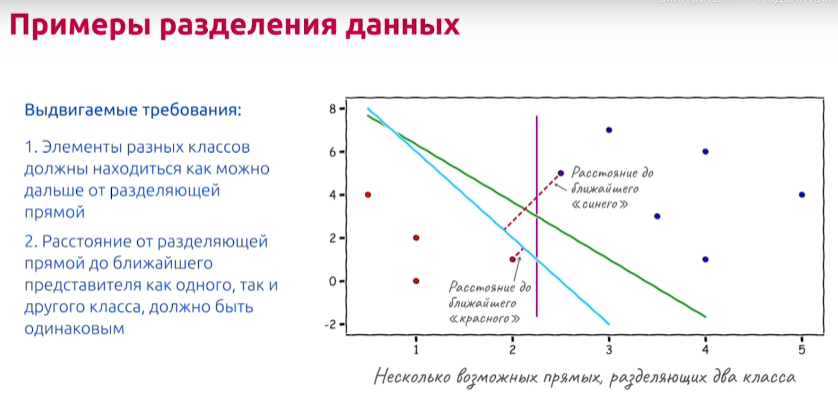 Примеры разделения данных
Выдвигаемые требования:
1. Элементы разных классов
должны находиться как можно
дальше от разделяющей
прямой
2. Расстояние от разделяющей
прямой до ближайшего
представителя как одного, так и
другого класса, должно быть
одинаковым
8
6
4
2
0
-2
1
2
3
4
5
Расстояние до
ближайшего
«синего»
Расстояние до
ближайшего
«красного»
Несколько возможных прямых, разделяющих два класса